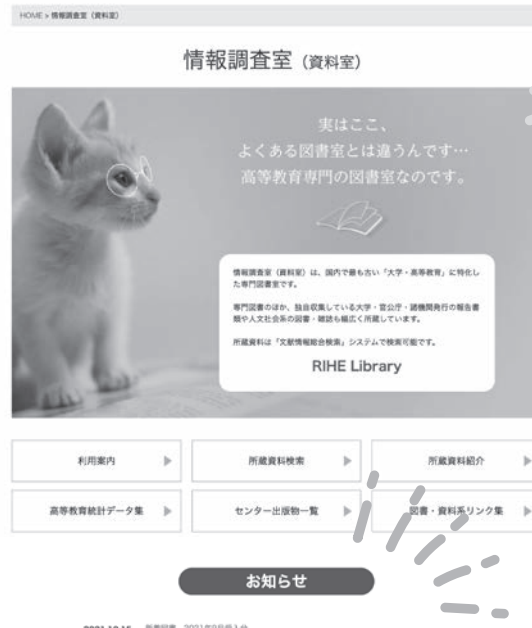 HOME > 情報調査室（資料室）
情報調査室（資料室）
実はここ、
よくある図書室とは違うんです…
高等教育専門の図書室なのです。
情報調査室（資料室）は、国内で最も古い「大学・高等教育」に特化し
た専門図書室です。
専門図書のほか、独自収集している大学・官公庁・諸機関発行の報告書
類や人文社会系の図書・雑誌も幅広く所蔵しています。
所蔵資料は「文献情報総合検索」システムで検索可能です。
RIHE Library
利用案内
所蔵資料検索
所蔵資料紹介
高等教育統計データ集
センター出版物一覧
図書・資料系リンク集
お知らせ